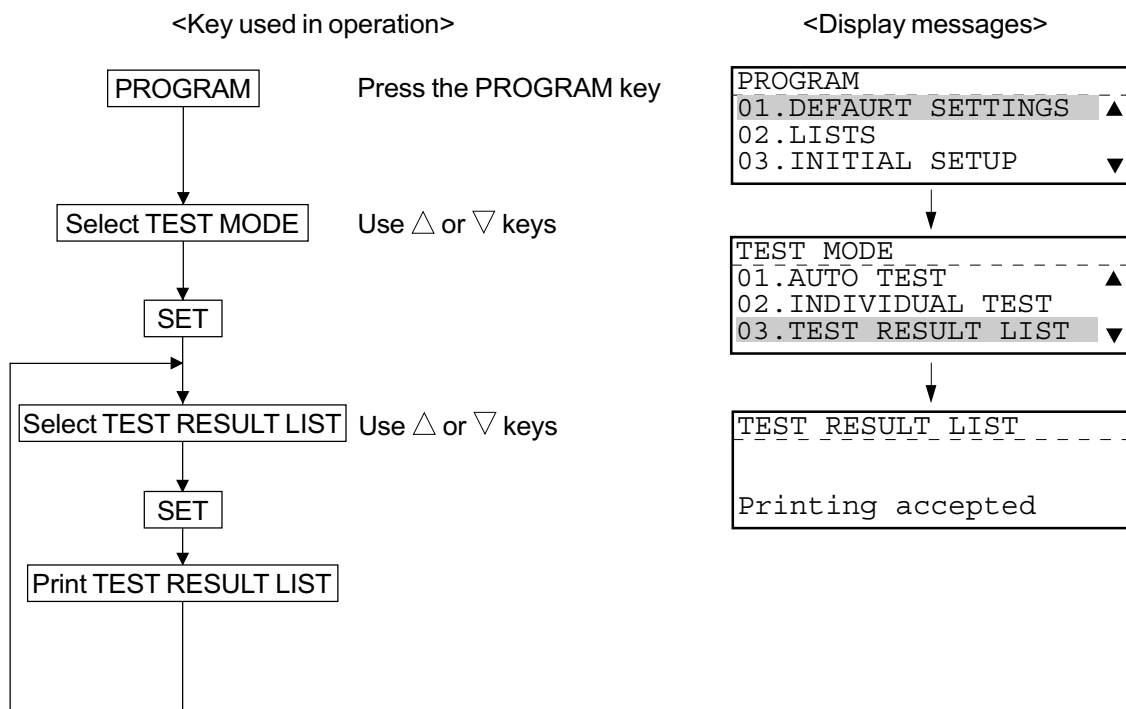 <Key used in operation>
<Display messages>
PROGRAM
Press the PROGRAM key
Select TEST MODE
Use △ or ▽ keys
SET
Select TEST RESULT LIST
Use △ or ▽ keys
SET
Print TEST RESULT LIST
PROGRAM
01.DEFAURT SETTINGS ▲
02.LISTS
03.INITIAL SETUP ▼
TEST MODE
01.AUTO TEST ▲
02.INDIVIDUAL TEST
03.TEST RESULT LIST ▼
TEST RESULT LIST
Printing accepted